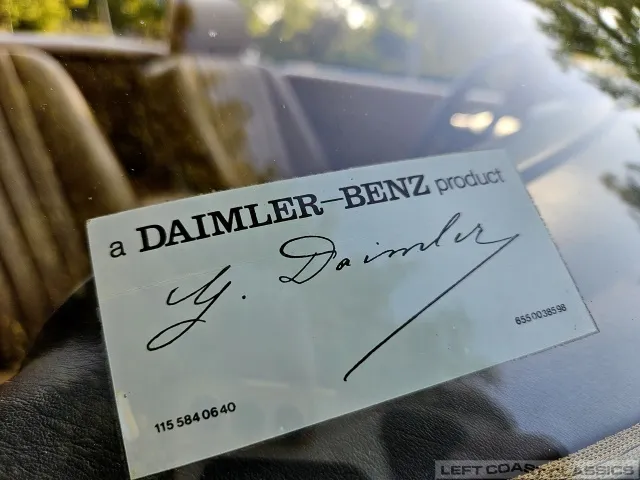 a DAIMLER-BENZ product
G. Daimler
655 003 85 98
115 584 06 40
LEFT COAST CLASSICS